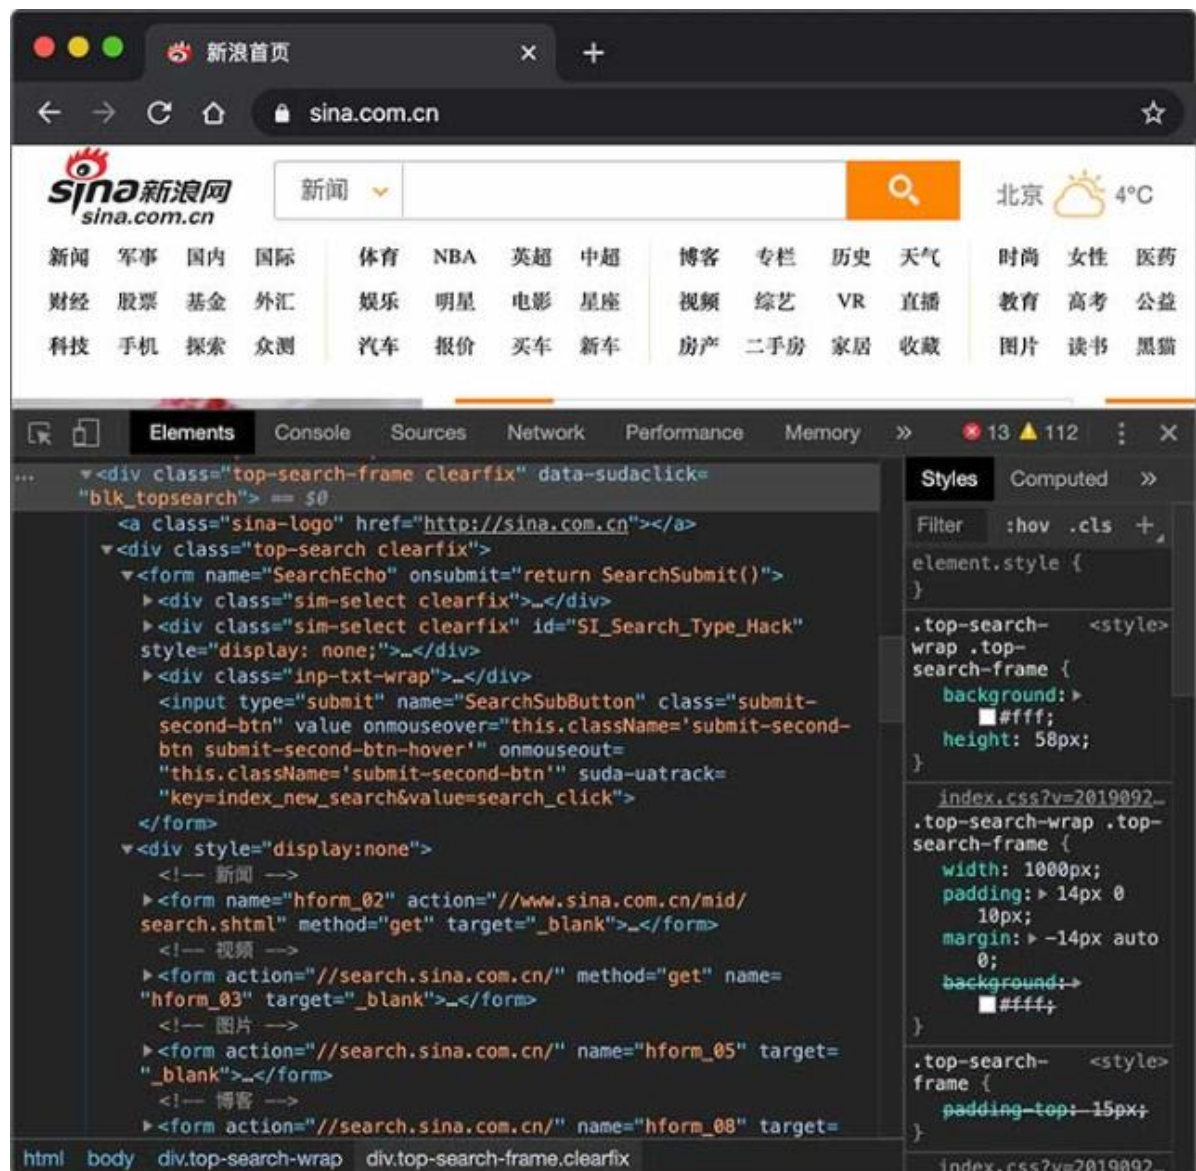 新浪首页
sina.com.cn
sina新浪网 新闻 北京 4°C
sina.com.cn
新闻 军事 国内 国际 体育 NBA 英超 中超 博客 专栏 历史 天气 时尚 女性 医药
财经 股票 基金 外汇 娱乐 明星 电影 星座 视频 综艺 VR 直播 教育 高考 公益
科技 手机 探索 众测 汽车 报价 买车 新车 房产 二手房 家居 收藏 图片 读书 黑猫
Elements Console Sources Network Performance Memory » 13 112
... ▼<div class="top-search-frame clearfix" data-sudaclick=
"blk_topsearch"> == $0
<a class="sina-logo" href="http://sina.com.cn"></a>
▼<div class="top-search clearfix">
▼<form name="SearchEcho" onsubmit="return SearchSubmit()">
▶<div class="sim-select clearfix">…</div>
▶<div class="sim-select clearfix" id="SI_Search_Type_Hack"
style="display: none;">…</div>
▶<div class="inp-txt-wrap">…</div>
<input type="submit" name="SearchSubButton" class="submit-
second-btn" value onmouseover="this.className='submit-second-
btn submit-second-btn-hover'" onmouseout=
"this.className='submit-second-btn'" suda-uatrack=
"key=index_new_search&value=search_click">
</form>
▼<div style="display:none">
<!-- 新闻 -->
▶<form name="hform_02" action="//www.sina.com.cn/mid/
search.shtml" method="get" target="_blank">…</form>
<!-- 视频 -->
▶<form action="//search.sina.com.cn/" method="get" name=
"hform_03" target="_blank">…</form>
<!-- 图片 -->
▶<form action="//search.sina.com.cn/" name="hform_05" target=
"_blank">…</form>
<!-- 博客 -->
▶<form action="//search.sina.com.cn/" name="hform_08" target=
html body div.top-search-wrap div.top-search-frame.clearfix
Styles Computed »
Filter :hov .cls +
element.style {
}
.top-search- <style>
wrap .top-
search-frame {
background: ▶
#fff;
height: 58px;
}
index.css?v=2019092…
.top-search-wrap .top-
search-frame {
width: 1000px;
padding: ▶ 14px 0
10px;
margin: ▶ -14px auto
0;
background: ▶
#fff;
}
.top-search- <style>
frame {
padding-top: 15px;
}
index.css?v=2019092…